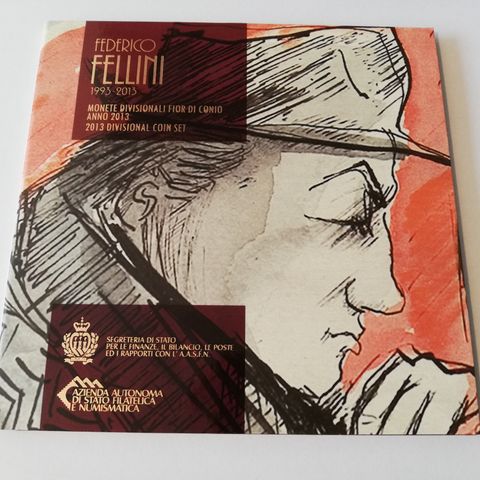 FEDERICO
FELLINI
1993-2013
MONETE DIVISIONALI FIOR DI CONIO
ANNO 2013
2013 DIVISIONAL COIN SET
SEGRETERIA DI STATO
PER LE FINANZE, IL BILANCIO, LE POSTE
ED I RAPPORTI CON L' A.A.S.F.N.
AZIENDA AUTONOMA
DI STATO FILATELICA
E NUMISMATICA